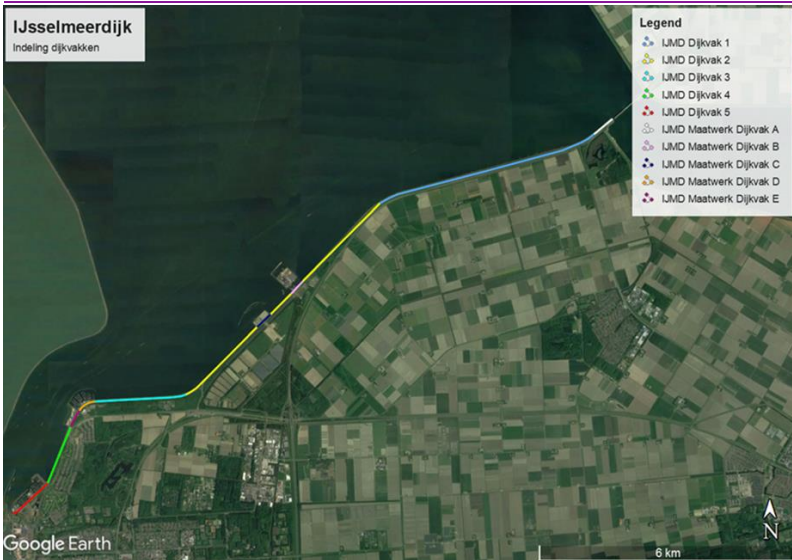 IJsselmeerdijk
Indeling dijkvakken
Legend
IJMD Dijkvak 1
IJMD Dijkvak 2
IJMD Dijkvak 3
IJMD Dijkvak 4
IJMD Dijkvak 5
IJMD Maatwerk Dijkvak A
IJMD Maatwerk Dijkvak B
IJMD Maatwerk Dijkvak C
IJMD Maatwerk Dijkvak D
IJMD Maatwerk Dijkvak E
Google Earth
6 km
N